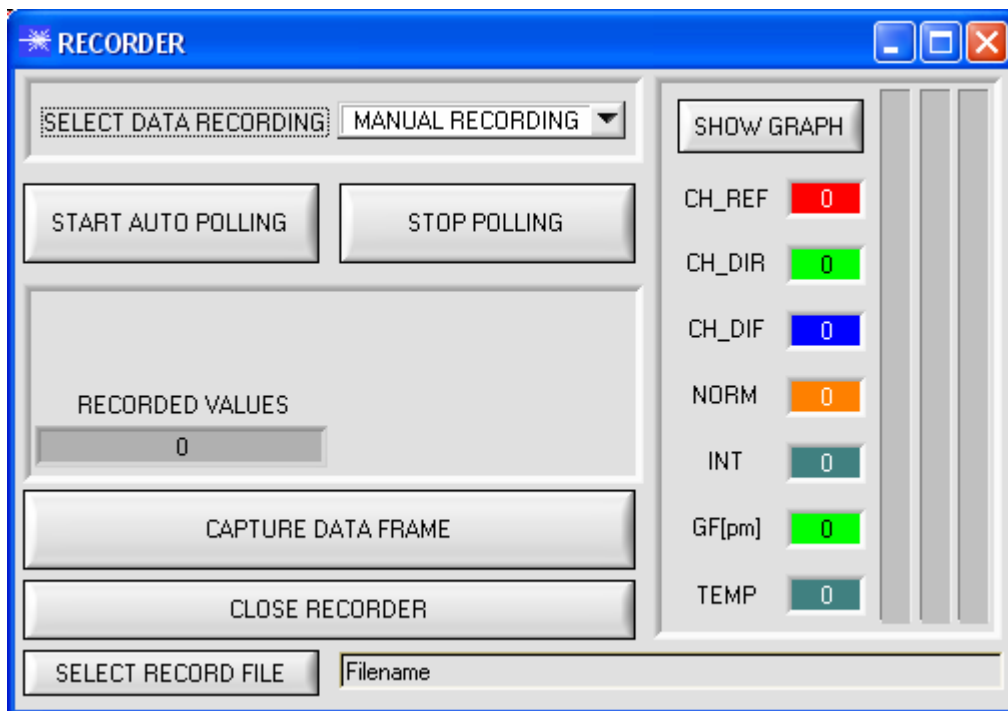 RECORDER
SELECT DATA RECORDING MANUAL RECORDING
START AUTO POLLING STOP POLLING
RECORDED VALUES
0
CAPTURE DATA FRAME
CLOSE RECORDER
SELECT RECORD FILE Filename
SHOW GRAPH
CH_REF 0
CH_DIR 0
CH_DIF 0
NORM 0
INT 0
GF[pm] 0
TEMP 0